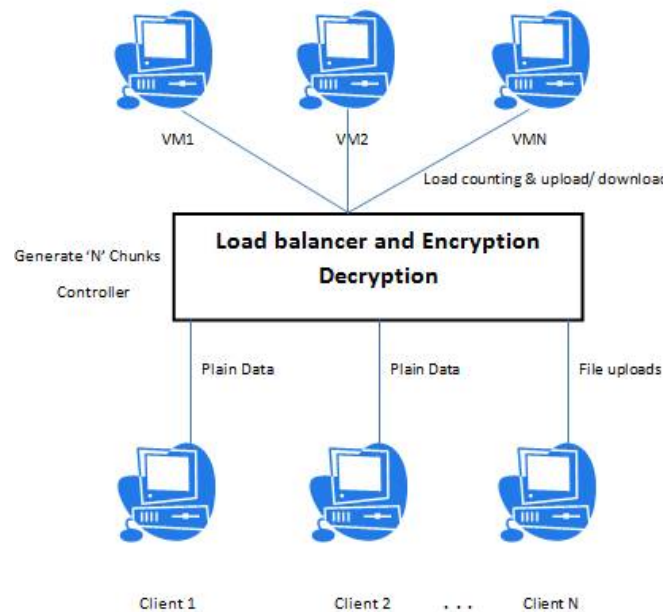 VM1
VM2
VMN
Load counting & upload/ download
Load balancer and Encryption
Decryption
Generate ‘N’ Chunks
Controller
Plain Data
Plain Data
File uploads
Client 1
Client 2
. . .
Client N